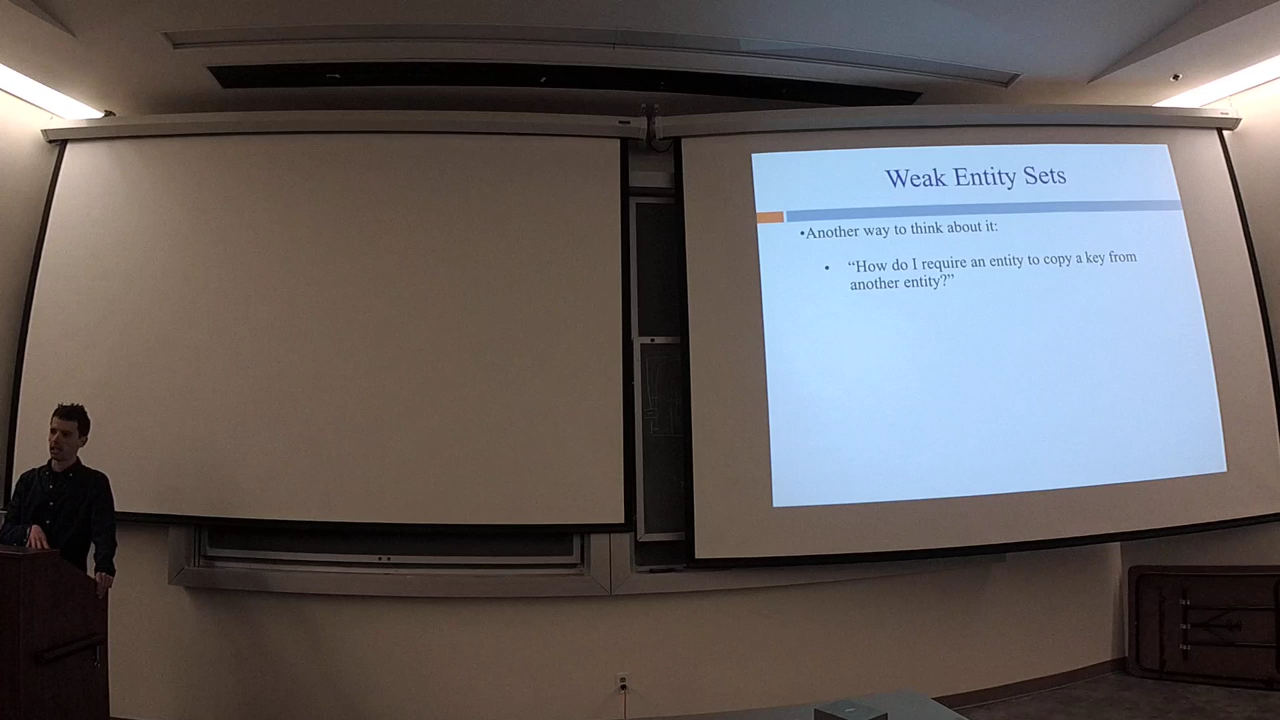 Weak Entity Sets
•Another way to think about it:
• “How do I require an entity to copy a key from
another entity?”